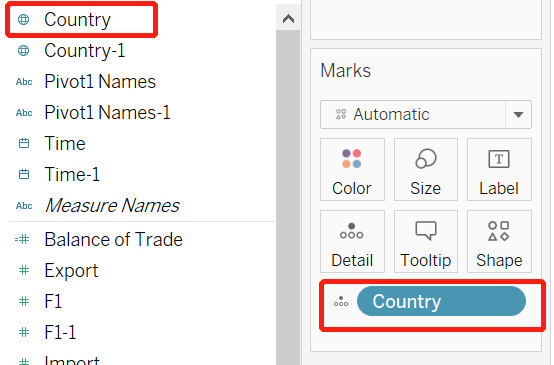 Country
Country-1
Abc Pivot1 Names
Abc Pivot1 Names-1
Time
Time-1
Abc Measure Names
=# Balance of Trade
# Export
# F1
# F1-1
# Import
Marks
Automatic
Color Size Label
Detail Tooltip Shape
Country